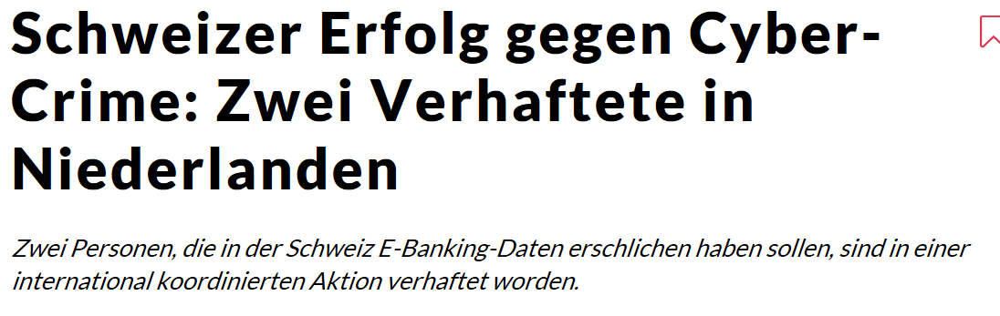 Schweizer Erfolg gegen Cyber-
Crime: Zwei Verhaftete in
Niederlanden
Zwei Personen, die in der Schweiz E-Banking-Daten erschlichen haben sollen, sind in einer
international koordinierten Aktion verhaftet worden.